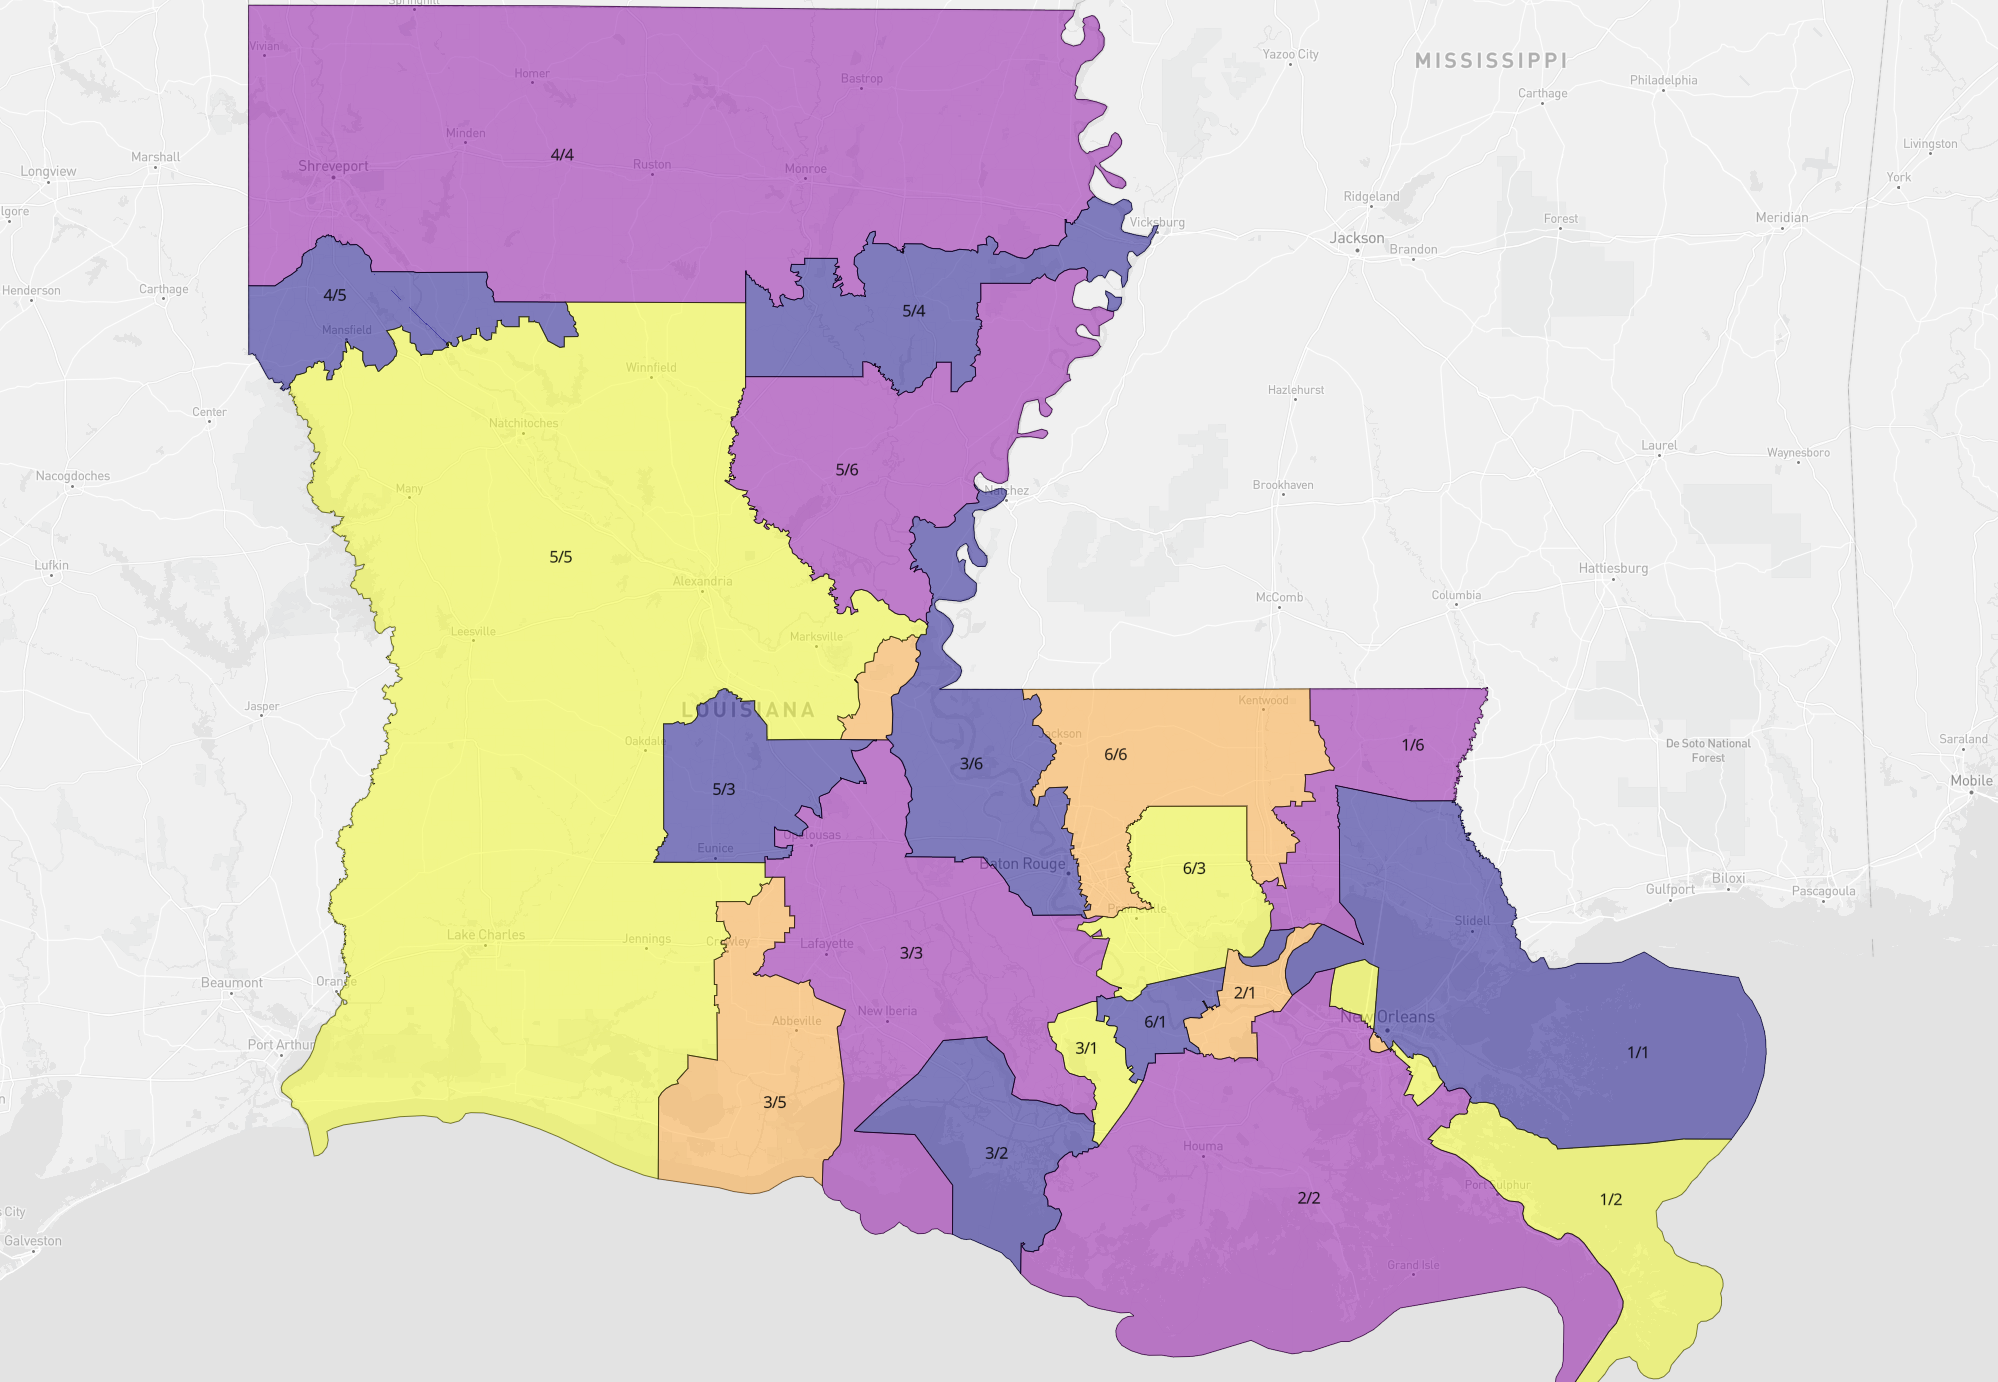 Springhill
Vivian
Homer
Bastrop
Yazoo City
MISSISSIPPI
Philadelphia
Carthage
Minden
Livingston
Marshall
4/4
Longview
Shreveport
Ruston
Monroe
York
Ridgeland
lgore
Vicksburg
Forest
Meridian
Jackson
Brandon
Henderson
Carthage
4/5
5/4
Mansfield
Winnfield
Hazlehurst
Center
Natchitoches
Laurel
Waynesboro
Nacogdoches
5/6
Many
Natchez
Brookhaven
5/5
Lufkin
Alexandria
Hattiesburg
McComb
Columbia
Leesville
Marksville
Jasper
LOUISIANA
Kentwood
Oakdale
Jackson
1/6
De Soto National
Forest
Saraland
6/6
3/6
Mobile
5/3
Opelousas
Eunice
Baton Rouge
6/3
Biloxi
Gulfport
Pascagoula
Prairieville
Slidell
Lake Charles
Jennings
Crowley
Lafayette
3/3
Beaumont
Orange
2/1
New Iberia
New Orleans
Abbeville
6/1
Port Arthur
3/1
1/1
n
3/5
Houma
3/2
Port Sulphur
2/2
1/2
s City
Galveston
Grand Isle